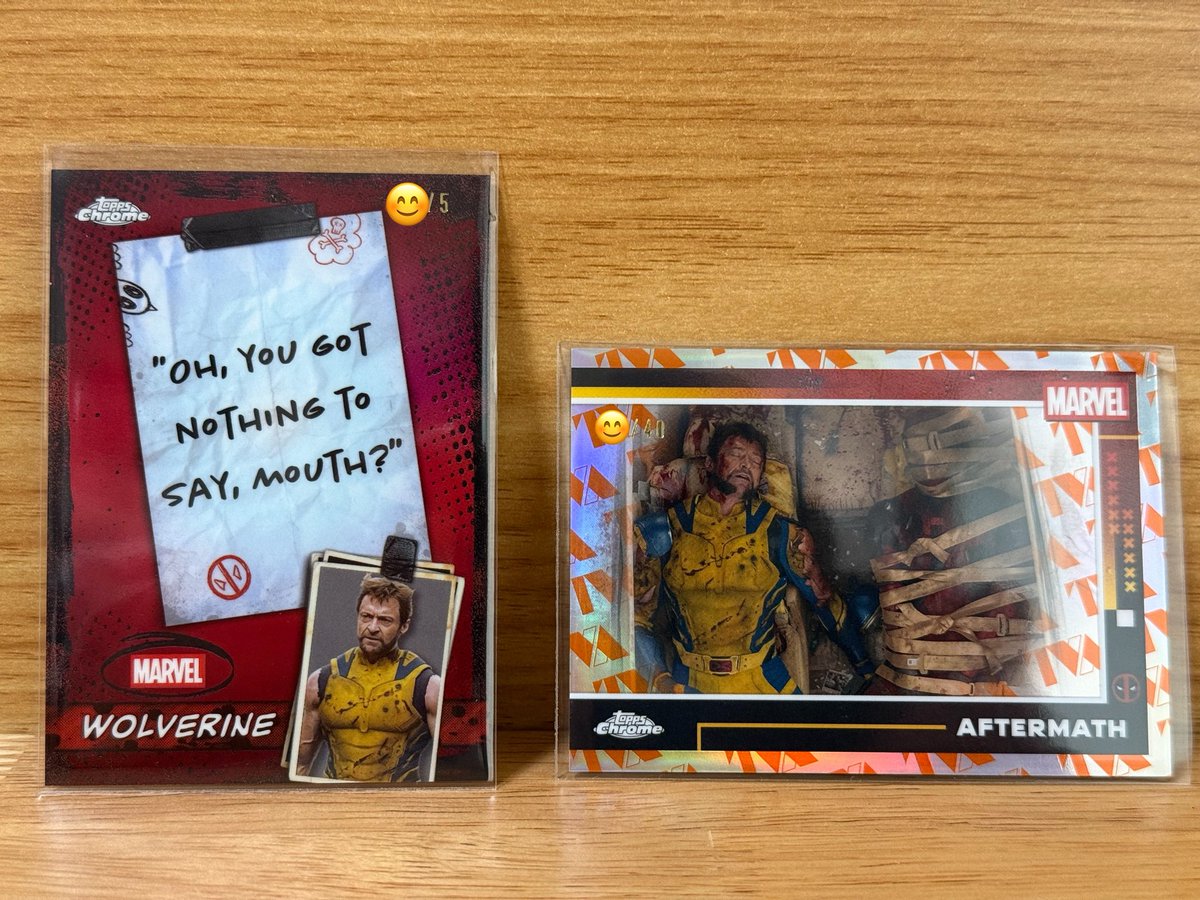 Topps
Chrome
/5
"OH, YOU GOT
NOTHING TO
SAY, MOUTH?"
MARVEL
WOLVERINE
MARVEL
/40
Topps
Chrome
AFTERMATH